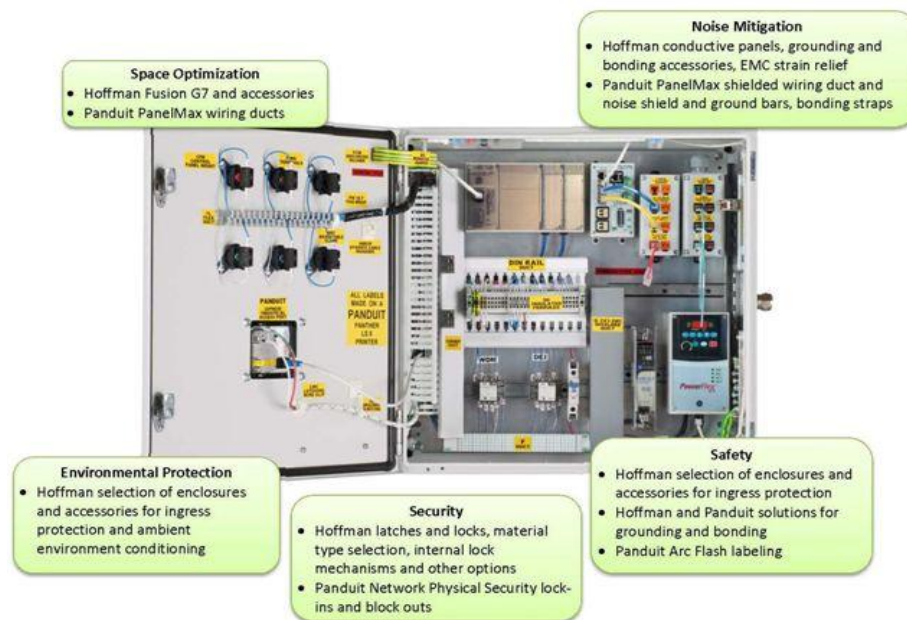 Noise Mitigation
• Hoffman conductive panels, grounding and
bonding accessories, EMC strain relief
• Panduit PanelMax shielded wiring duct and
noise shield and ground bars, bonding straps
Space Optimization
• Hoffman Fusion G7 and accessories
• Panduit PanelMax wiring ducts
DIN RAIL
PANDUIT
ALL LABELS
MADE ON A
PANDUIT
PANTHER
LS8
PRINTER
PowerFlex
Environmental Protection
• Hoffman selection of enclosures
and accessories for ingress
protection and ambient
environment conditioning
Security
• Hoffman latches and locks, material
type selection, internal lock
mechanisms and other options
• Panduit Network Physical Security lock-
ins and block outs
Safety
• Hoffman selection of enclosures and
accessories for ingress protection
• Hoffman and Panduit solutions for
grounding and bonding
• Panduit Arc Flash labeling